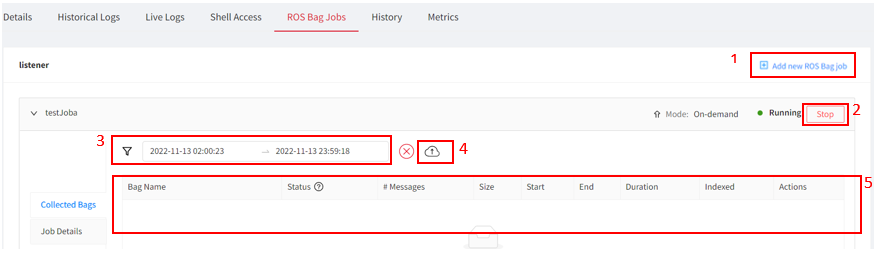 Details Historical Logs Live Logs Shell Access ROS Bag Jobs History Metrics
listener
1 Add new ROS Bag job
testJoba Mode: On-demand Running Stop 2
3 2022-11-13 02:00:23 → 2022-11-13 23:59:18 4
Bag Name Status ? # Messages Size Start End Duration Indexed Actions 5
Collected Bags
Job Details